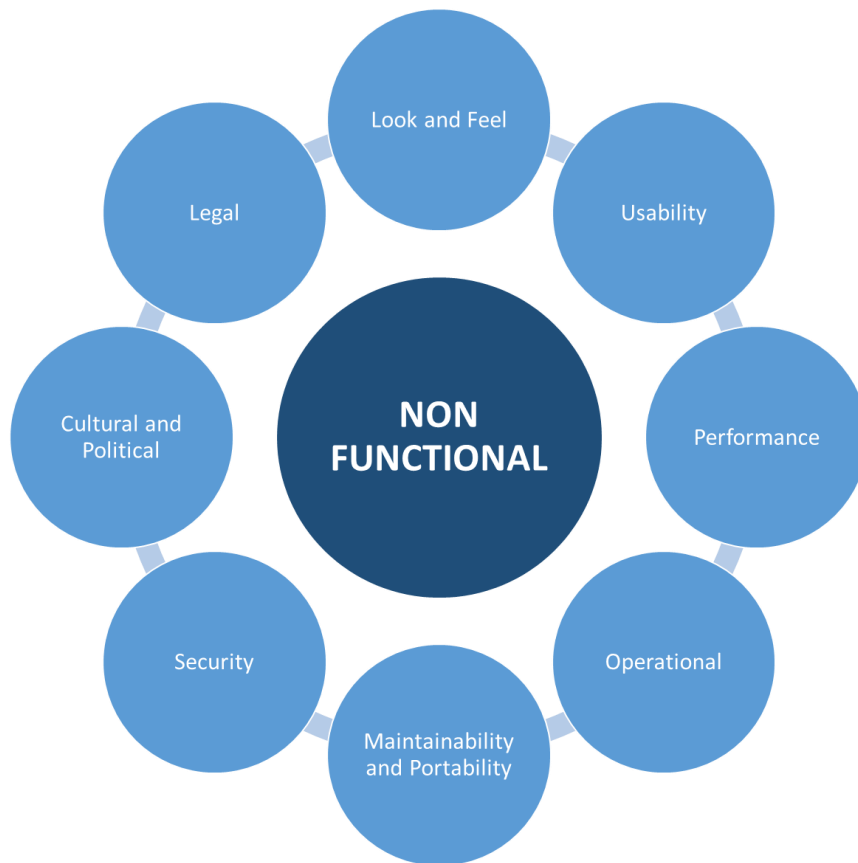 Look and Feel
Usability
Performance
Operational
Maintainability
and Portability
Security
Cultural and
Political
Legal
NON
FUNCTIONAL